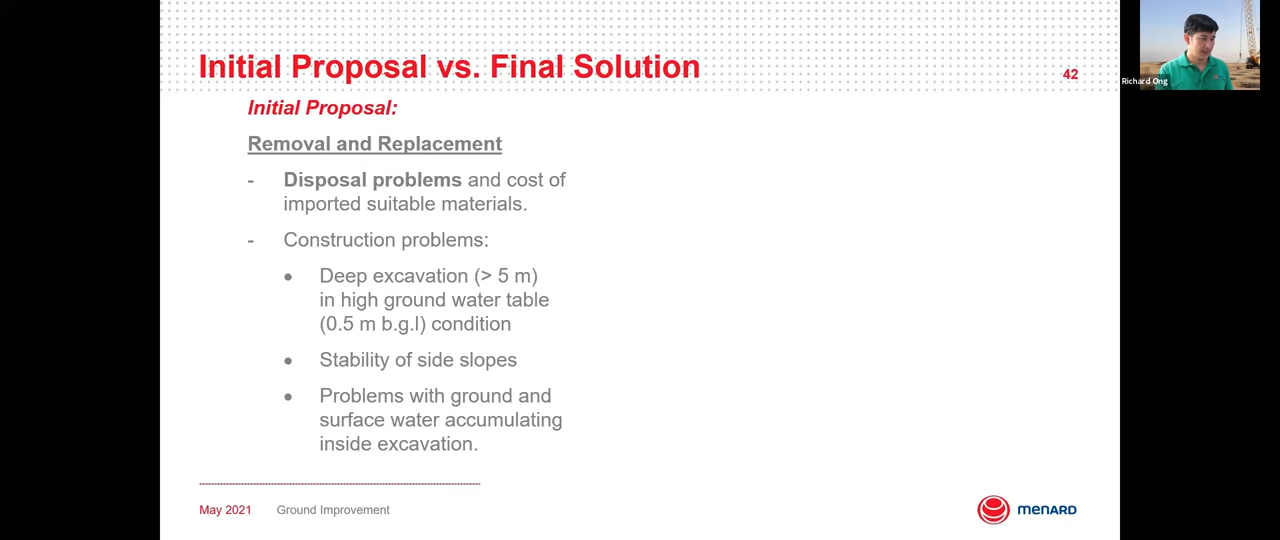 Initial Proposal vs. Final Solution
42
Richard Ong
Initial Proposal:
Removal and Replacement
- Disposal problems and cost of
imported suitable materials.
- Construction problems:
• Deep excavation (> 5 m)
in high ground water table
(0.5 m b.g.l) condition
• Stability of side slopes
• Problems with ground and
surface water accumulating
inside excavation.
May 2021 Ground Improvement
menARD